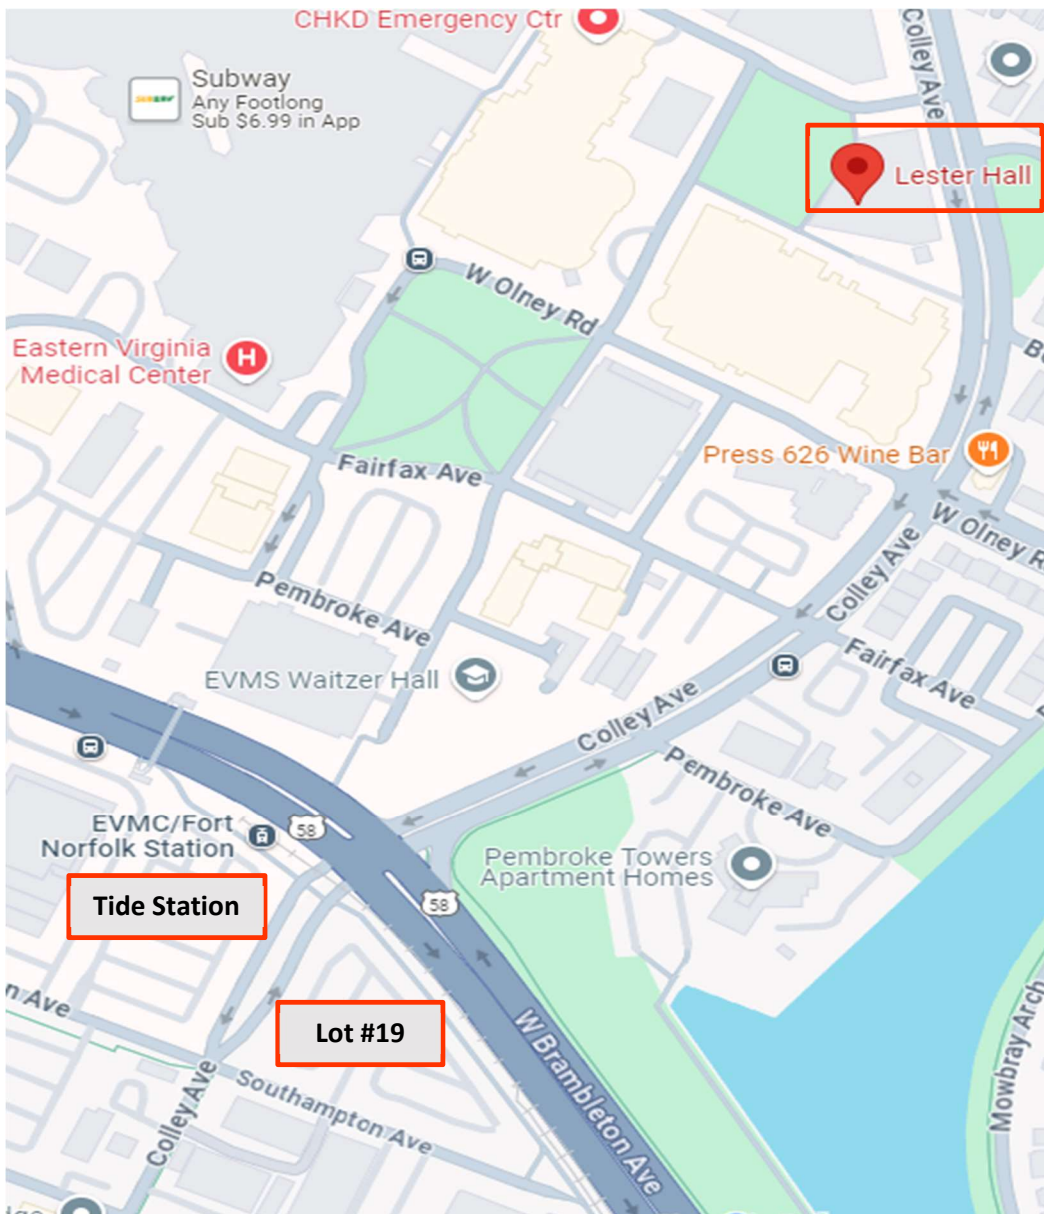 CHKD Emergency Ctr
Colley Ave
Subway
Any Footlong
Sub $6.99 in App
SUBWAY
Lester Hall
W Olney Rd
Eastern Virginia
Medical Center
H
Press 626 Wine Bar
Fairfax Ave
W Olney R
Colley Ave
Pembroke Ave
Fairfax Ave
EVMS Waitzer Hall
Colley Ave
Pembroke Ave
EVMC/Fort
Norfolk Station
58
Pembroke Towers
Apartment Homes
58
Tide Station
n Ave
Lot #19
W Brambleton Ave
Mowbray Arch
Southampton Ave
Colley Ave